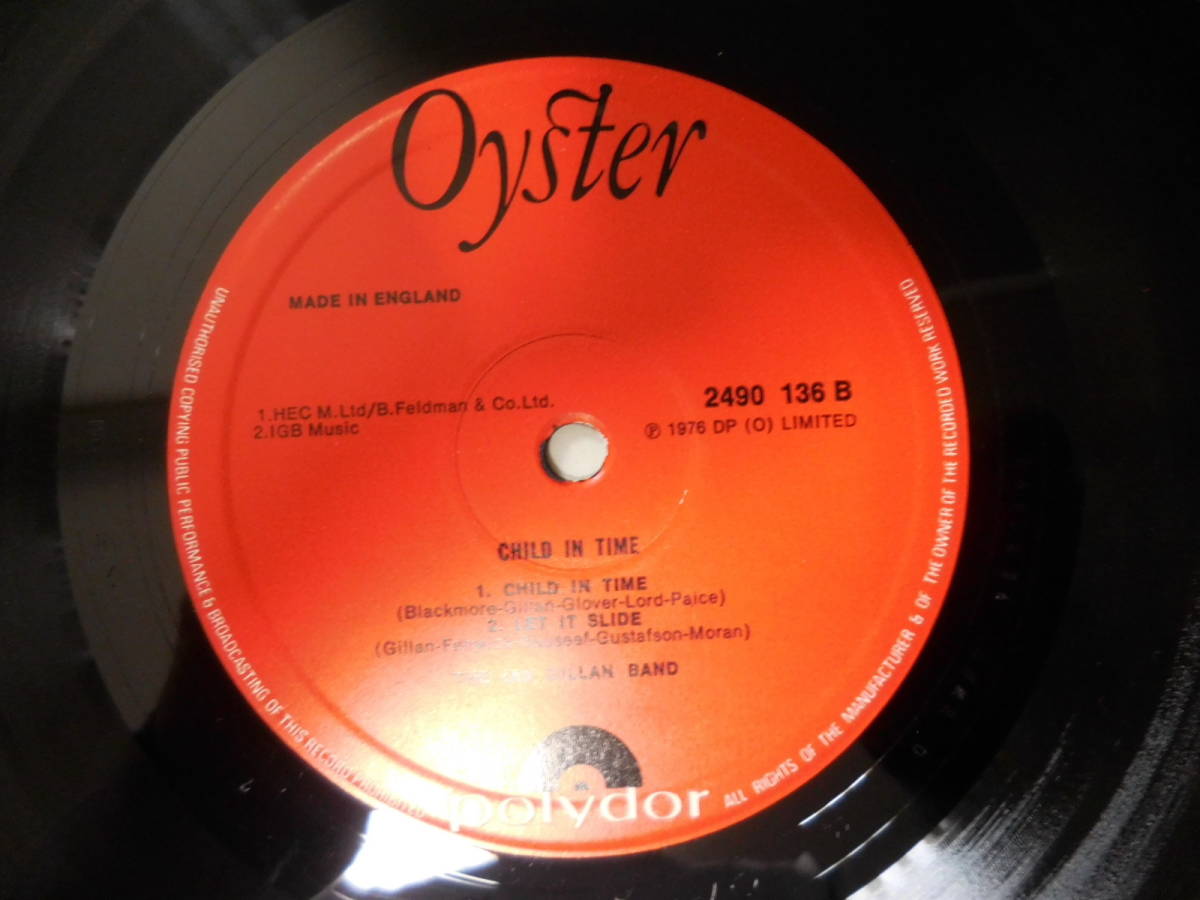 Oyster
MADE IN ENGLAND
1.HEC M.Ltd/B.Feldman & Co.Ltd.
2.IGB Music
2490 136 B
℗ 1976 DP (O) LIMITED
CHILD IN TIME
1. CHILD IN TIME
(Blackmore-Gillan-Glover-Lord-Paice)
2. LET IT SLIDE
(Gillan-Gustafson-Moran)
GILLAN BAND
polydor
UNAUTHORISED COPYING PUBLIC PERFORMANCE & BROADCASTING OF THIS RECORD PROHIBITED
ALL RIGHTS OF THE MANUFACTURER & OF THE OWNER OF THE RECORDED WORK RESERVED